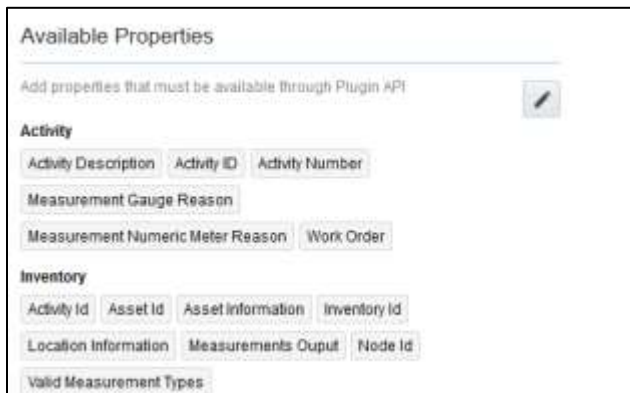 Available Properties
Add properties that must be available through Plugin API
Activity
Activity Description Activity ID Activity Number
Measurement Gauge Reason
Measurement Numeric Meter Reason Work Order
Inventory
Activity Id Asset Id Asset Information Inventory Id
Location Information Measurements Ouput Node Id
Valid Measurement Types